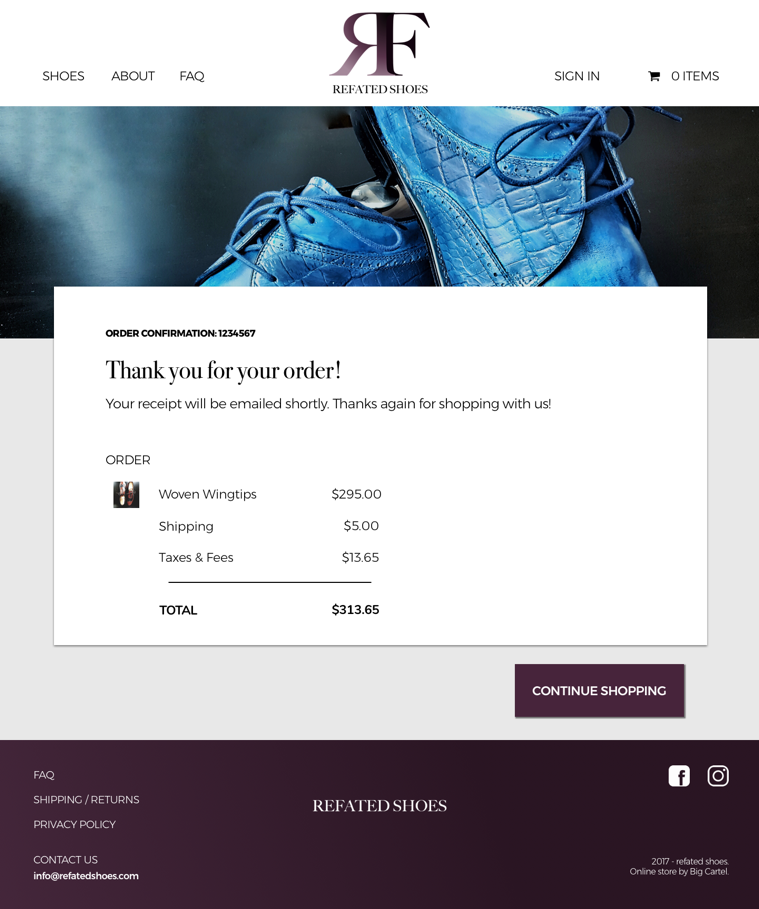 RF
REFATED SHOES
SHOES ABOUT FAQ SIGN IN 0 ITEMS
ORDER CONFIRMATION: 1234567
Thank you for your order!
Your receipt will be emailed shortly. Thanks again for shopping with us!
ORDER
Woven Wingtips $295.00
Shipping $5.00
Taxes & Fees $13.65
TOTAL $313.65
CONTINUE SHOPPING
FAQ
SHIPPING / RETURNS
PRIVACY POLICY
REFATED SHOES
CONTACT US
info@refatedshoes.com
2017 - refated shoes.
Online store by Big Cartel.